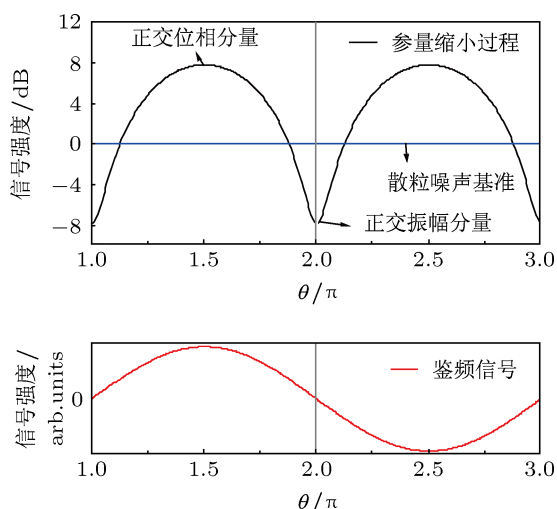 12
正交位相分量
参量缩小过程
8
4
0
散粒噪声基准
-4
正交振幅分量
-8
信号强度/dB
1.0 1.5 2.0 2.5 3.0
θ/π
鉴频信号
0
信号强度/
arb.units
1.0 1.5 2.0 2.5 3.0
θ/π